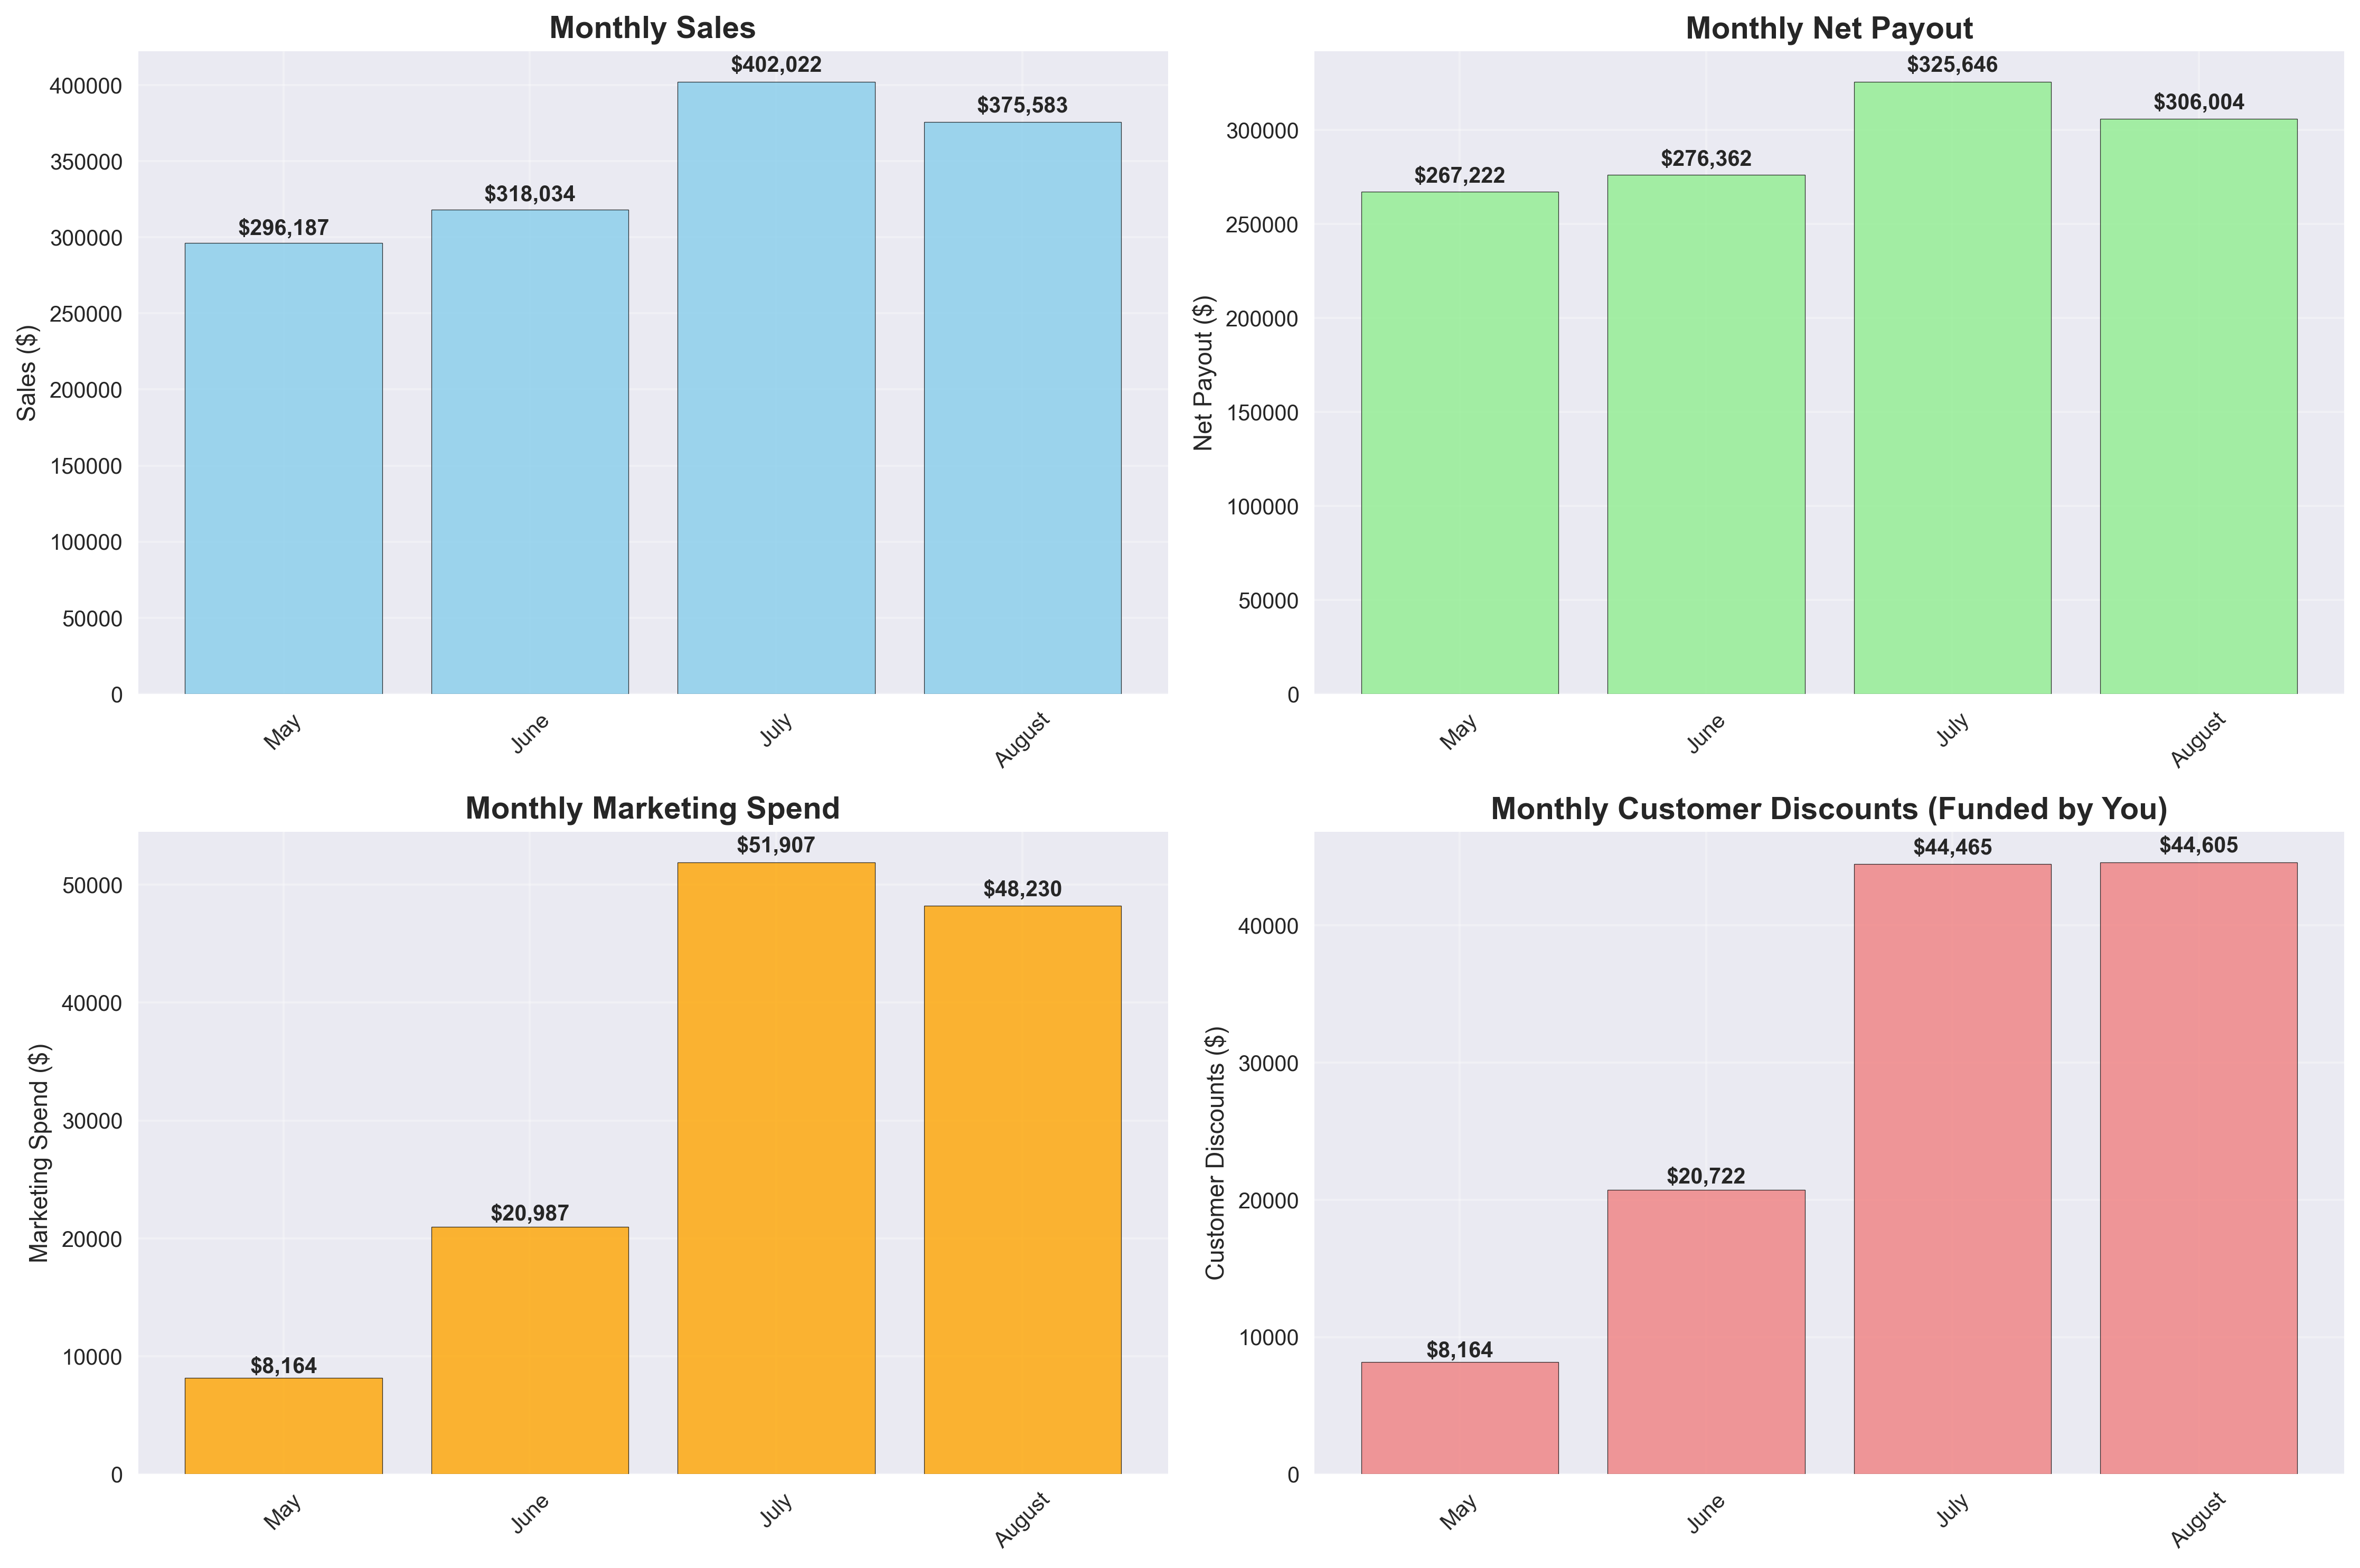 Monthly Sales
Sales ($)
400000
350000
300000
250000
200000
150000
100000
50000
0
$296,187
$318,034
$402,022
$375,583
May
June
July
August
Monthly Net Payout
Net Payout ($)
300000
250000
200000
150000
100000
50000
0
$267,222
$276,362
$325,646
$306,004
May
June
July
August
Monthly Marketing Spend
Marketing Spend ($)
50000
40000
30000
20000
10000
0
$8,164
$20,987
$51,907
$48,230
May
June
July
August
Monthly Customer Discounts (Funded by You)
Customer Discounts ($)
40000
30000
20000
10000
0
$8,164
$20,722
$44,465
$44,605
May
June
July
August